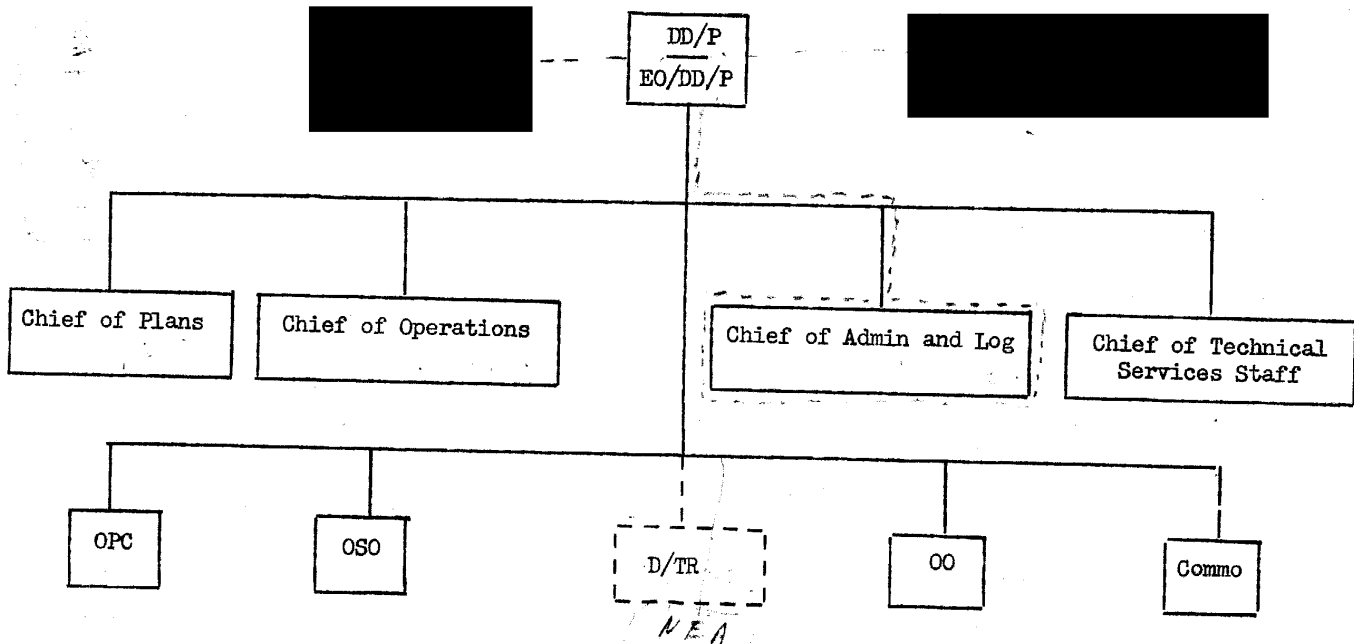 DD/P
EO/DD/P
Chief of Plans
Chief of Operations
Chief of Admin and Log
Chief of Technical
Services Staff
OPC
OSO
D/TR
OO
Commo
NEA